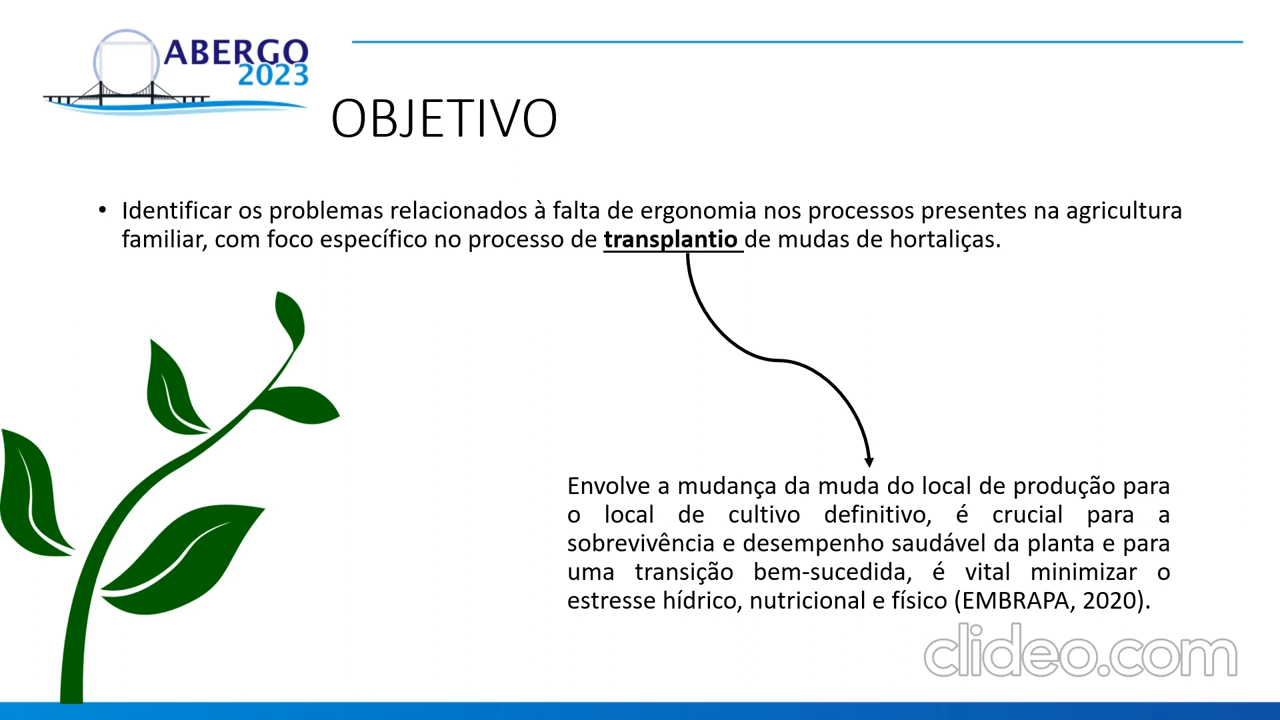 ABERGO
2023
OBJETIVO
• Identificar os problemas relacionados à falta de ergonomia nos processos presentes na agricultura
familiar, com foco específico no processo de transplantio de mudas de hortaliças.
Envolve a mudança da muda do local de produção para
o local de cultivo definitivo, é crucial para a
sobrevivência e desempenho saudável da planta e para
uma transição bem-sucedida, é vital minimizar o
estresse hídrico, nutricional e físico (EMBRAPA, 2020).
clideo.com